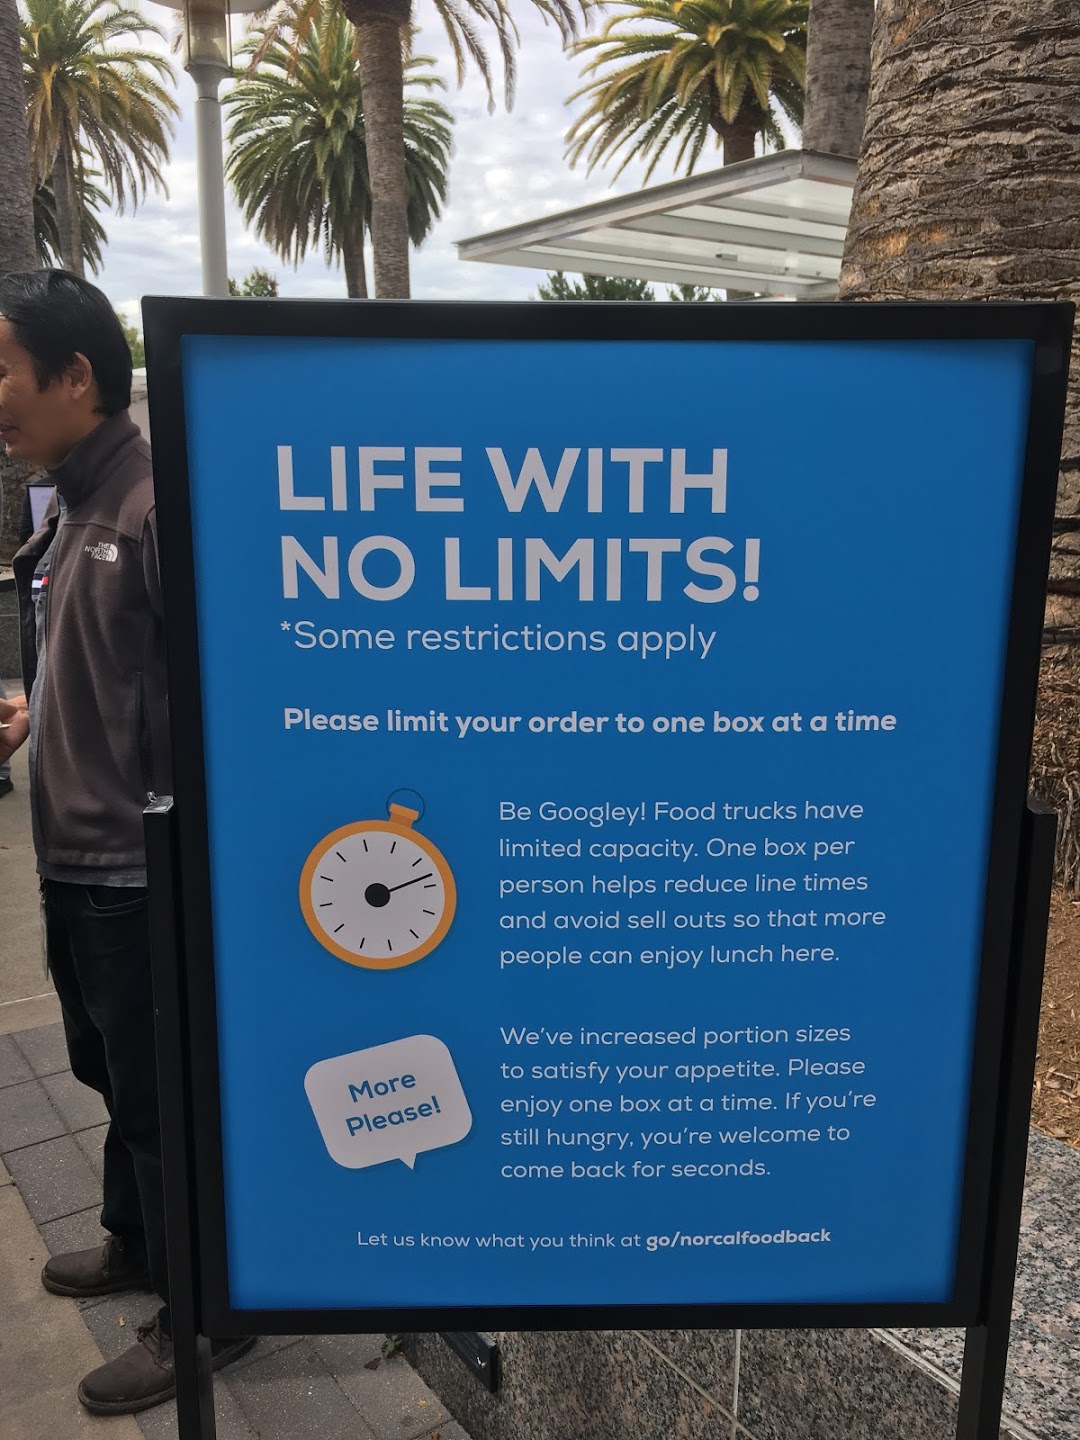 LIFE WITH
NO LIMITS!
*Some restrictions apply
Please limit your order to one box at a time
Be Googley! Food trucks have
limited capacity. One box per
person helps reduce line times
and avoid sell outs so that more
people can enjoy lunch here.
More
Please!
We've increased portion sizes
to satisfy your appetite. Please
enjoy one box at a time. If you're
still hungry, you're welcome to
come back for seconds.
Let us know what you think at go/norcalfoodback
THE
NORTH
FACE